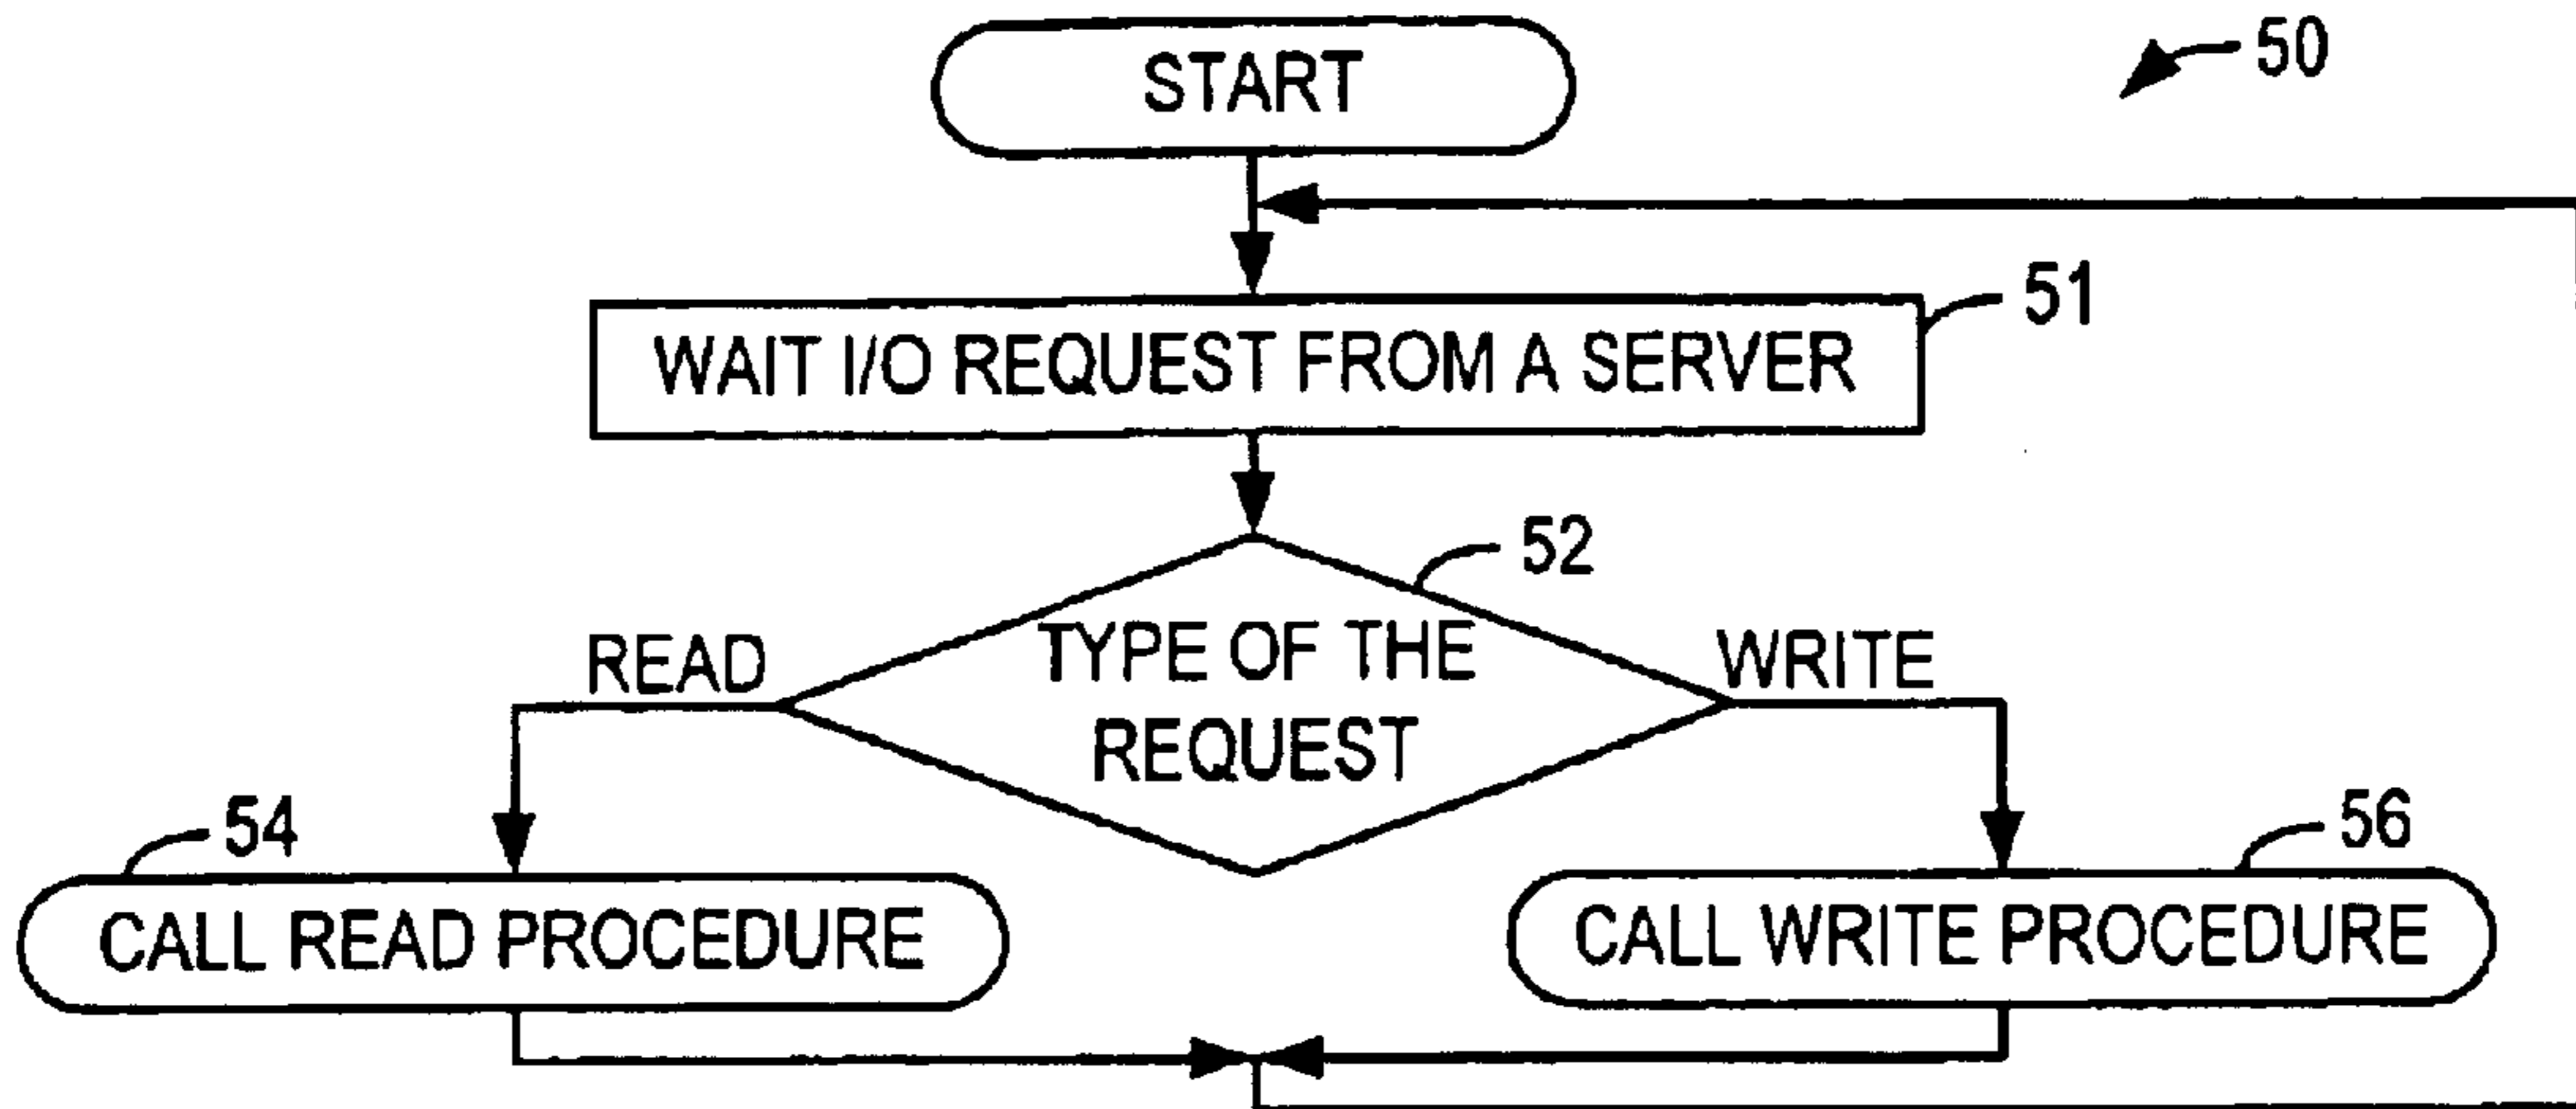 START
50
WAIT I/O REQUEST FROM A SERVER
51
52
TYPE OF THE
REQUEST
READ
WRITE
54
CALL READ PROCEDURE
56
CALL WRITE PROCEDURE